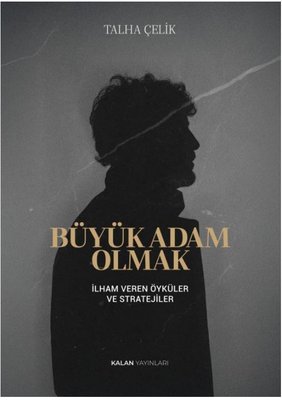 TALHA ÇELİK
BÜYÜK ADAM
OLMAK
İLHAM VEREN ÖYKÜLER
VE STRATEJİLER
KALAN YAYINLARI